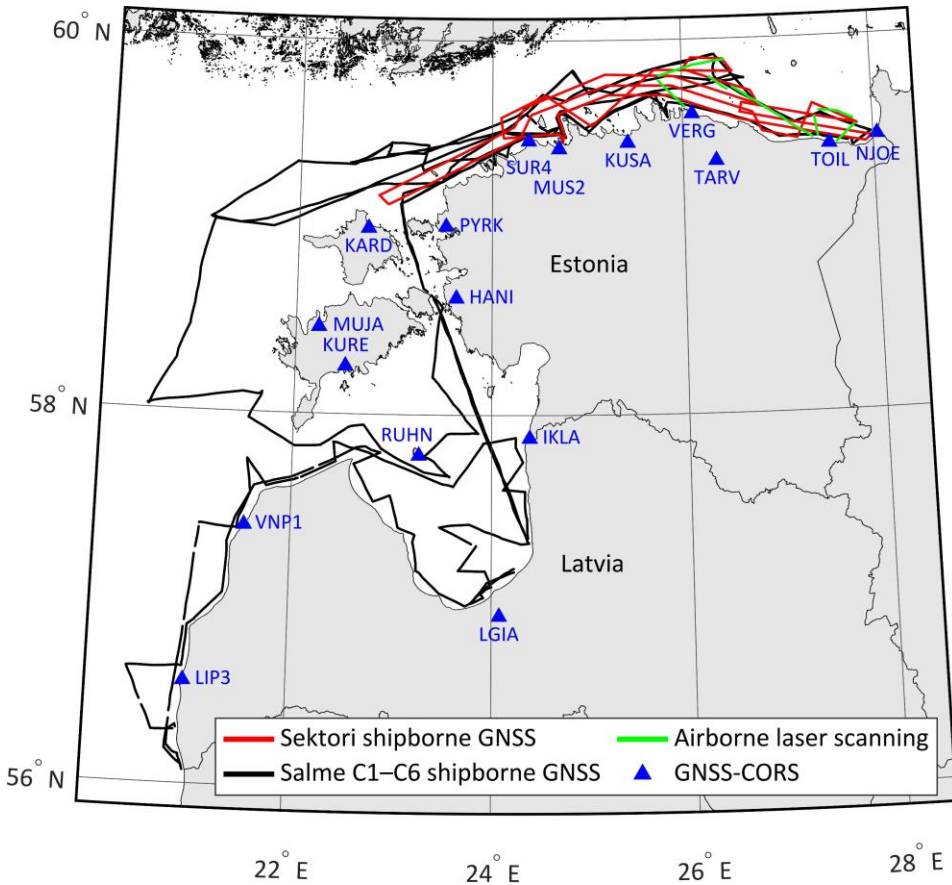 60° N
VERG
SUR4
MUS2
KUSA
TARV
TOIL
NJOE
KARD
PYRK
Estonia
HANI
MUJA
KURE
58° N
RUHN
IKLA
VNP1
Latvia
LGIA
LIP3
Sektori shipborne GNSS
Airborne laser scanning
Salme C1–C6 shipborne GNSS
GNSS-CORS
56° N
22° E
24° E
26° E
28° E